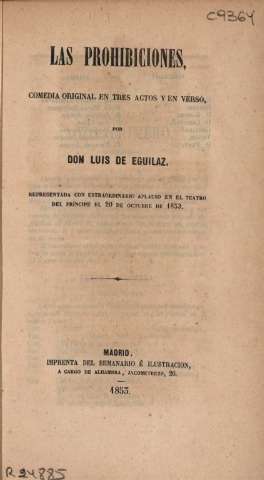 C9364
LAS PROHIBICIONES,
COMEDIA ORIGINAL EN TRES ACTOS Y EN VERSO,
POR
DON LUIS DE EGUILAZ.
REPRESENTADA CON EXTRAORDINARIO APLAUSO EN EL TEATRO
DEL PRÍNCIPE EL 20 DE OCTUBRE DE 1853.
MADRID.
IMPRENTA DEL SEMANARIO É ILUSTRACION,
A CARGO DE ALHAMBRA, JACOMETREZO, 26.
1853.
R 24885